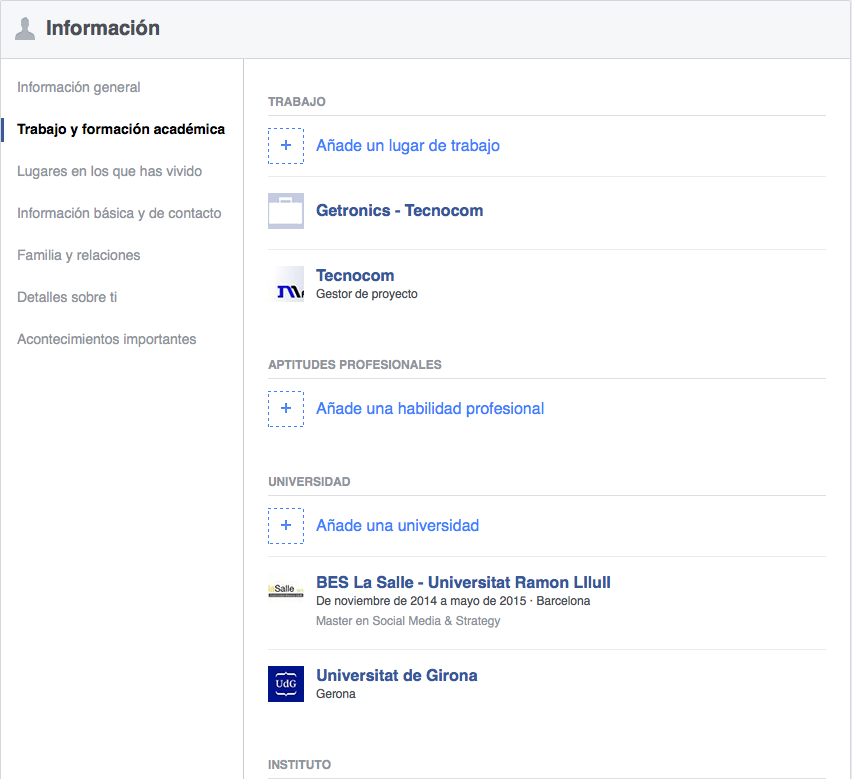 Información
Información general
Trabajo y formación académica
Lugares en los que has vivido
Información básica y de contacto
Familia y relaciones
Detalles sobre ti
Acontecimientos importantes
TRABAJO
+ Añade un lugar de trabajo
Getronics - Tecnocom
Tecnocom
Gestor de proyecto
APTITUDES PROFESIONALES
+ Añade una habilidad profesional
UNIVERSIDAD
+ Añade una universidad
laSalle
BES La Salle - Universitat Ramon Llull
De noviembre de 2014 a mayo de 2015 · Barcelona
Master en Social Media & Strategy
UdG
Universitat de Girona
Gerona
INSTITUTO